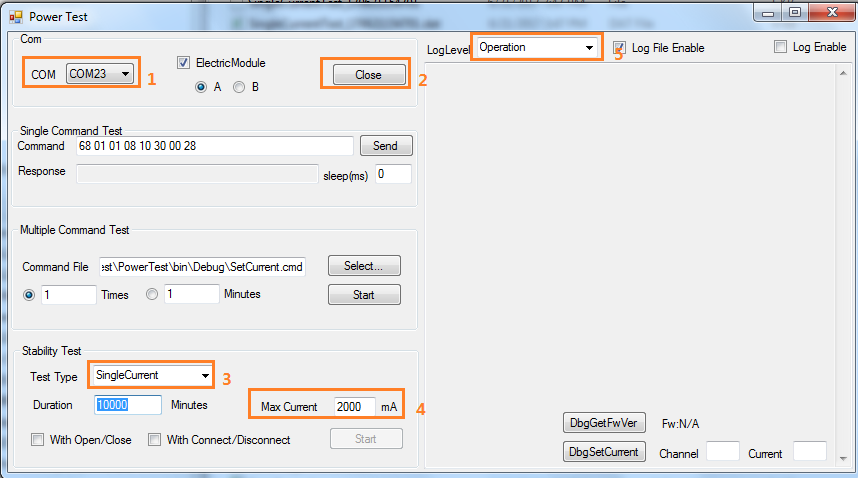 Power Test
Com
COM COM23 1
ElectricModule
A B
Close 2
LogLevel Operation 5 Log File Enable Log Enable
Single Command Test
Command 68 01 01 08 10 30 00 28 Send
Response sleep(ms) 0
Multiple Command Test
Command File est\PowerTest\bin\Debug\SetCurrent.cmd Select...
1 Times 1 Minutes Start
Stability Test
Test Type SingleCurrent 3
Duration 10000 Minutes Max Current 2000 mA 4
With Open/Close With Connect/Disconnect Start
DbgGetFwVer Fw:N/A
DbgSetCurrent Channel Current